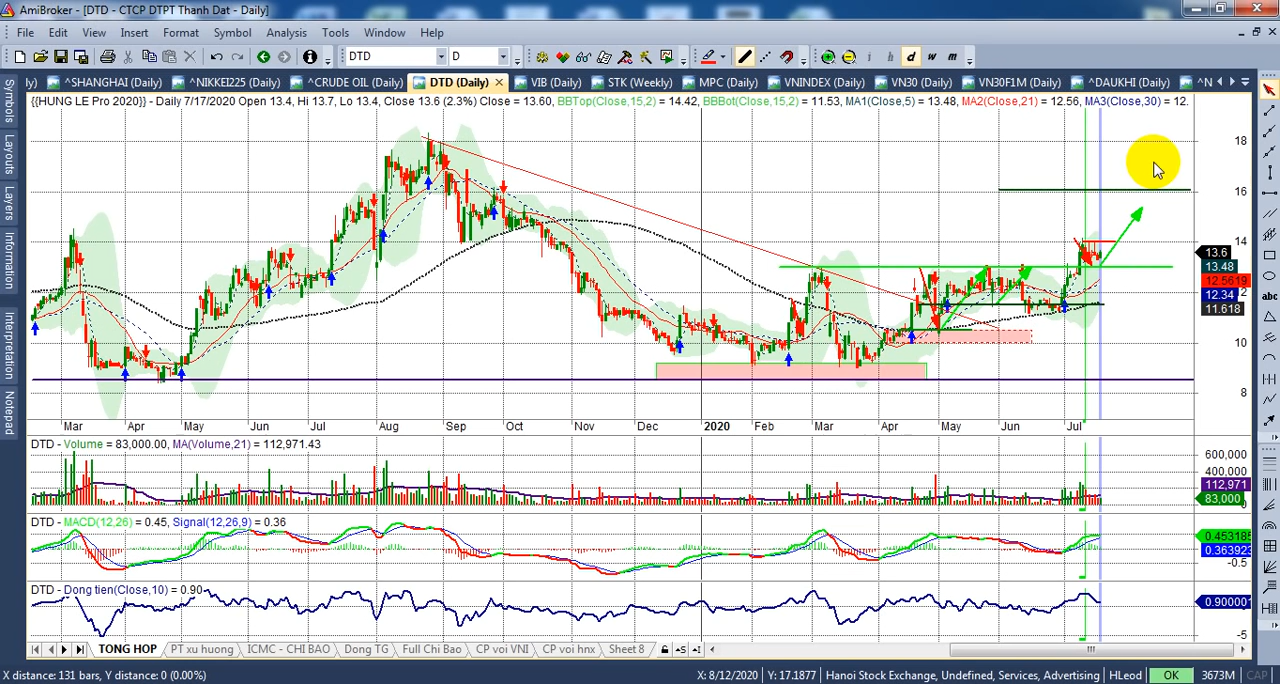 AmiBroker - [DTD - CTCP DTPT Thanh Dat - Daily]
File Edit View Insert Format Symbol Analysis Tools Window Help
DTD D i i d w m
ly) ^SHANGHAI (Daily) ^NIKKEI225 (Daily) ^CRUDE OIL (Daily) DTD (Daily) VIB (Daily) STK (Weekly) MPC (Daily) VNINDEX (Daily) VN30 (Daily) VN30F1M (Daily) ^DAUKHI (Daily) ^N
Symbols
Layouts
Layers
Information
Interpretation
Notepad
{{HUNG LE Pro 2020}} - Daily 7/17/2020 Open 13.4, Hi 13.7, Lo 13.4, Close 13.6 (2.3%) Close = 13.60, BBTop(Close,15,2) = 14.42, BBBot(Close,15,2) = 11.53, MA1(Close,5) = 13.48, MA2(Close,21) = 12.56, MA3(Close,30) = 12.
18
16
14
13.6
13.48
12.5619
12
12.34
11.618
10
8
abc
Mar Apr May Jun Jul Aug Sep Oct Nov Dec 2020 Feb Mar Apr May Jun Jul
DTD - Volume = 83,000.00, MA(Volume,21) = 112,971.43
600,000
400,000
112,971
83,000
0
DTD - MACD(12,26) = 0.45, Signal(12,26,9) = 0.36
0.453185
0.363923
-0.5
DTD - Dong tien(Close,10) = 0.90
0.900001
-5
TONG HOP PT xu huong ICMC - CHI BAO Dong TG Full Chi Bao CP voi VNI CP voi hnx Sheet 8
X distance: 131 bars, Y distance: 0 (0.00%) X: 8/12/2020 Y: 17.1877 Hanoi Stock Exchange, Undefined, Services, Advertising HLeod OK 3673M CAP